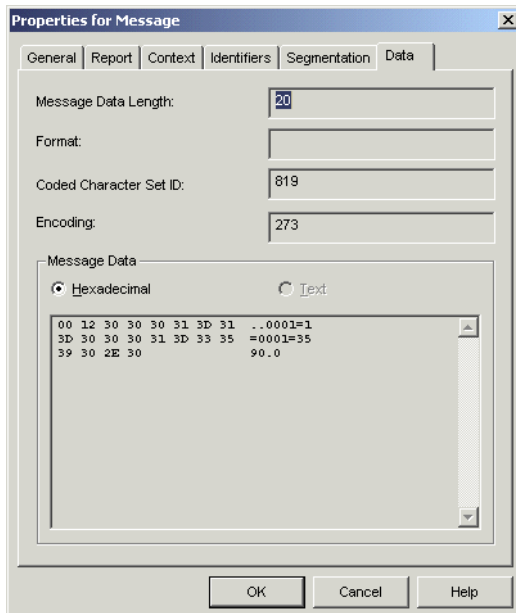 Properties for Message
General Report Context Identifiers Segmentation Data
Message Data Length: 20
Format:
Coded Character Set ID: 819
Encoding: 273
Message Data
Hexadecimal Text
00 12 30 30 30 31 3D 31 ..0001=1
3D 30 30 30 31 3D 33 35 =0001=35
39 30 2E 30 90.0
OK Cancel Help